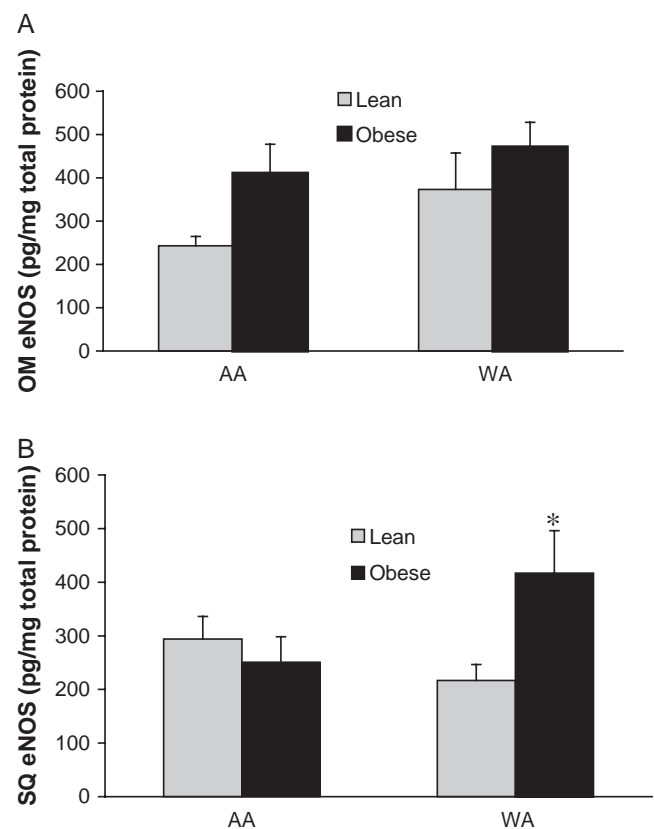 A
OM eNOS (pg/mg total protein)
600
500
400
300
200
100
0
Lean
Obese
AA
WA
B
SQ eNOS (pg/mg total protein)
600
500
400
300
200
100
0
Lean
Obese
*
AA
WA